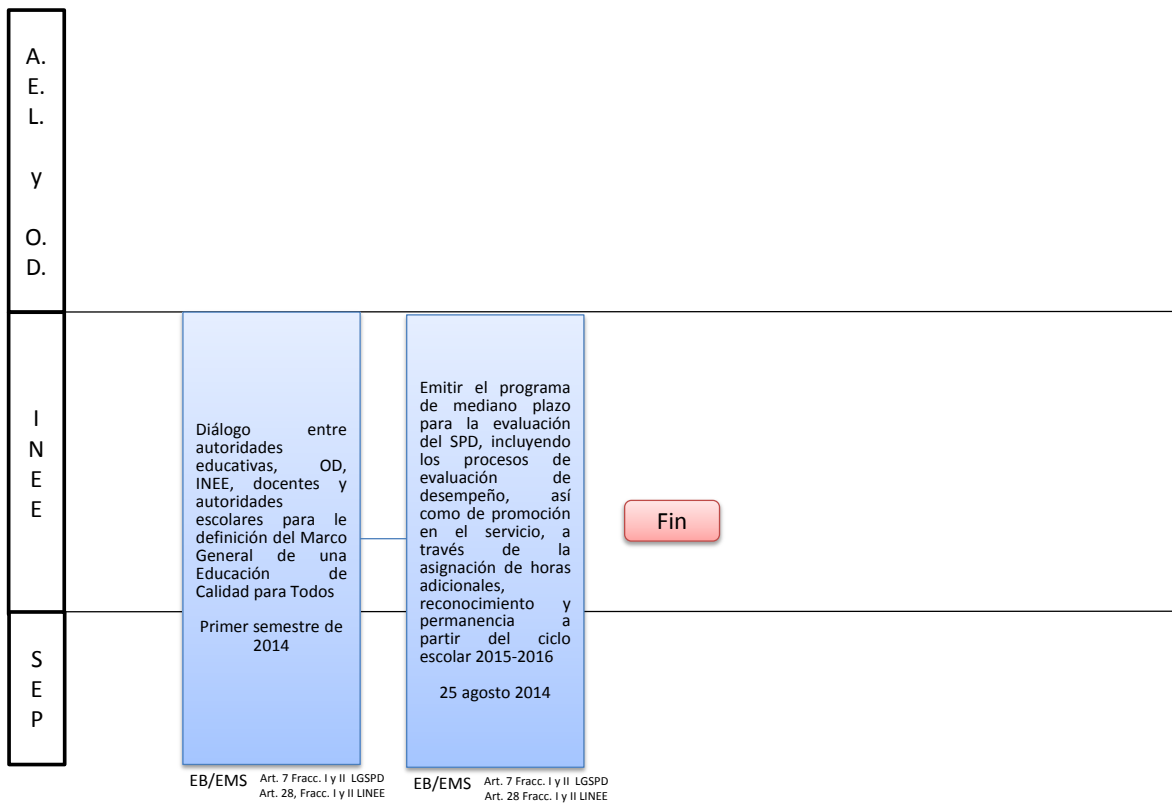 A.
E.
L.
y
O.
D.
I
N
E
E
S
E
P
Diálogo entre
autoridades
educativas, OD,
INEE, docentes y
autoridades
escolares para le
definición del Marco
General de una
Educación de
Calidad para Todos
Primer semestre de
2014
EB/EMS
Art. 7 Fracc. I y II LGSPD
Art. 28, Fracc. I y II LINEE
Emitir el programa
de mediano plazo
para la evaluación
del SPD, incluyendo
los procesos de
evaluación de
desempeño, así
como de promoción
en el servicio, a
través de la
asignación de horas
adicionales,
reconocimiento y
permanencia a
partir del ciclo
escolar 2015-2016
25 agosto 2014
EB/EMS
Art. 7 Fracc. I y II LGSPD
Art. 28 Fracc. I y II LINEE
Fin